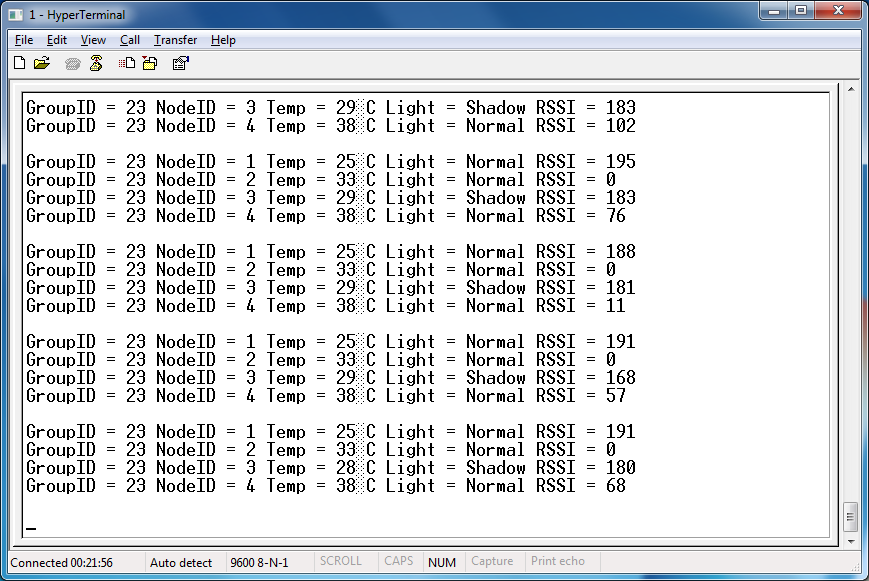 1 - HyperTerminal
File Edit View Call Transfer Help
GroupID = 23 NodeID = 3 Temp = 29░C Light = Shadow RSSI = 183
GroupID = 23 NodeID = 4 Temp = 38░C Light = Normal RSSI = 102
GroupID = 23 NodeID = 1 Temp = 25░C Light = Normal RSSI = 195
GroupID = 23 NodeID = 2 Temp = 33░C Light = Normal RSSI = 0
GroupID = 23 NodeID = 3 Temp = 29░C Light = Shadow RSSI = 183
GroupID = 23 NodeID = 4 Temp = 38░C Light = Normal RSSI = 76
GroupID = 23 NodeID = 1 Temp = 25░C Light = Normal RSSI = 188
GroupID = 23 NodeID = 2 Temp = 33░C Light = Normal RSSI = 0
GroupID = 23 NodeID = 3 Temp = 29░C Light = Shadow RSSI = 181
GroupID = 23 NodeID = 4 Temp = 38░C Light = Normal RSSI = 11
GroupID = 23 NodeID = 1 Temp = 25░C Light = Normal RSSI = 191
GroupID = 23 NodeID = 2 Temp = 33░C Light = Normal RSSI = 0
GroupID = 23 NodeID = 3 Temp = 29░C Light = Shadow RSSI = 168
GroupID = 23 NodeID = 4 Temp = 38░C Light = Normal RSSI = 57
GroupID = 23 NodeID = 1 Temp = 25░C Light = Normal RSSI = 191
GroupID = 23 NodeID = 2 Temp = 33░C Light = Normal RSSI = 0
GroupID = 23 NodeID = 3 Temp = 28░C Light = Shadow RSSI = 180
GroupID = 23 NodeID = 4 Temp = 38░C Light = Normal RSSI = 68
_
Connected 00:21:56 Auto detect 9600 8-N-1 SCROLL CAPS NUM Capture Print echo